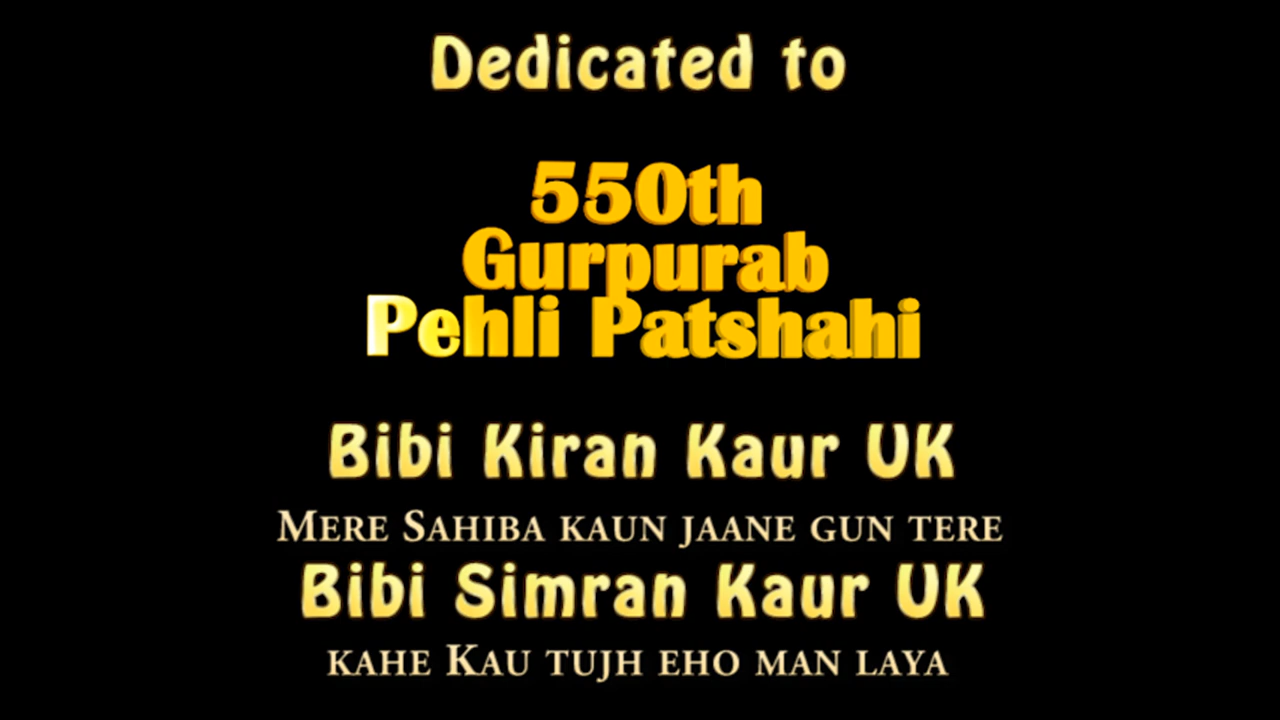 Dedicated to
550th
Gurpurab
Pehli Patshahi
Bibi Kiran Kaur UK
Mere Sahiba kaun jaane gun tere
Bibi Simran Kaur UK
kahe Kau tujh eho man laya